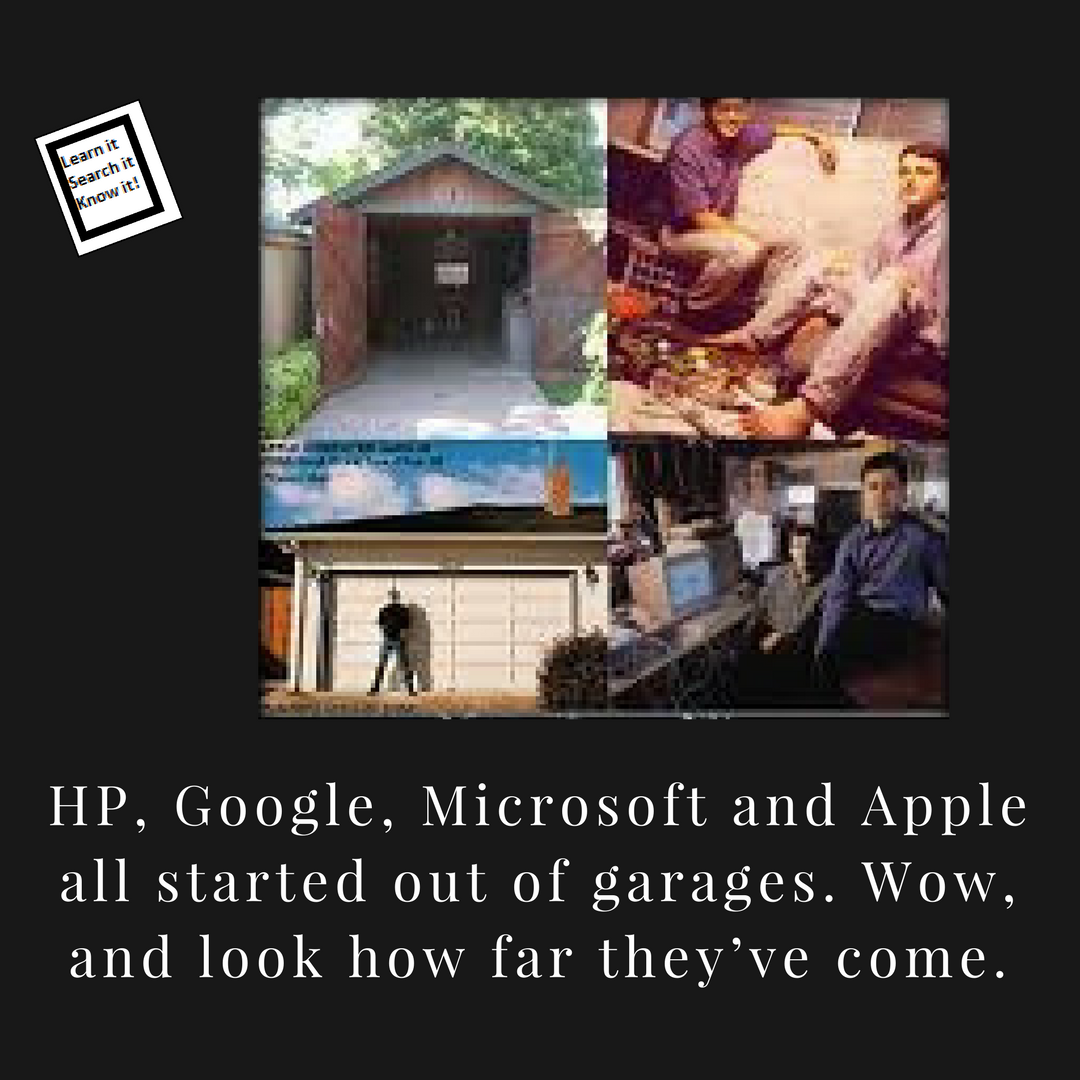 Learn it
Search it
Know it!
HP, Google, Microsoft and Apple
all started out of garages. Wow,
and look how far they’ve come.